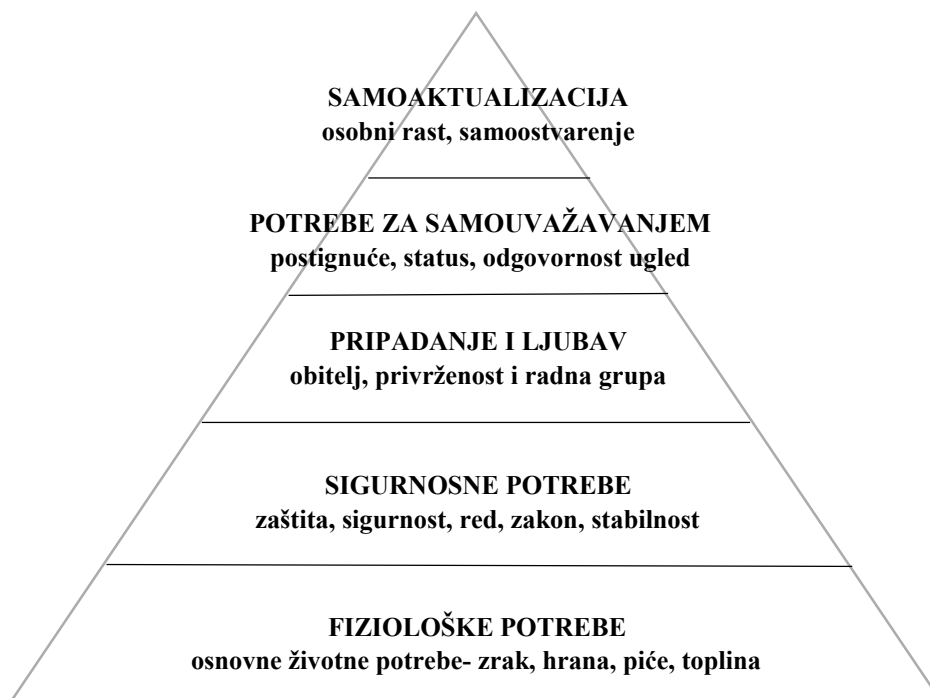 SAMOAKTUALIZACIJA
osobni rast, samoostvarenje
POTREBE ZA SAMOUVAŽAVANJEM
postignuće, status, odgovornost ugled
PRIPADANJE I LJUBAV
obitelj, privrženost i radna grupa
SIGURNOSNE POTREBE
zaštita, sigurnost, red, zakon, stabilnost
FIZIOLOŠKE POTREBE
osnovne životne potrebe- zrak, hrana, piće, toplina